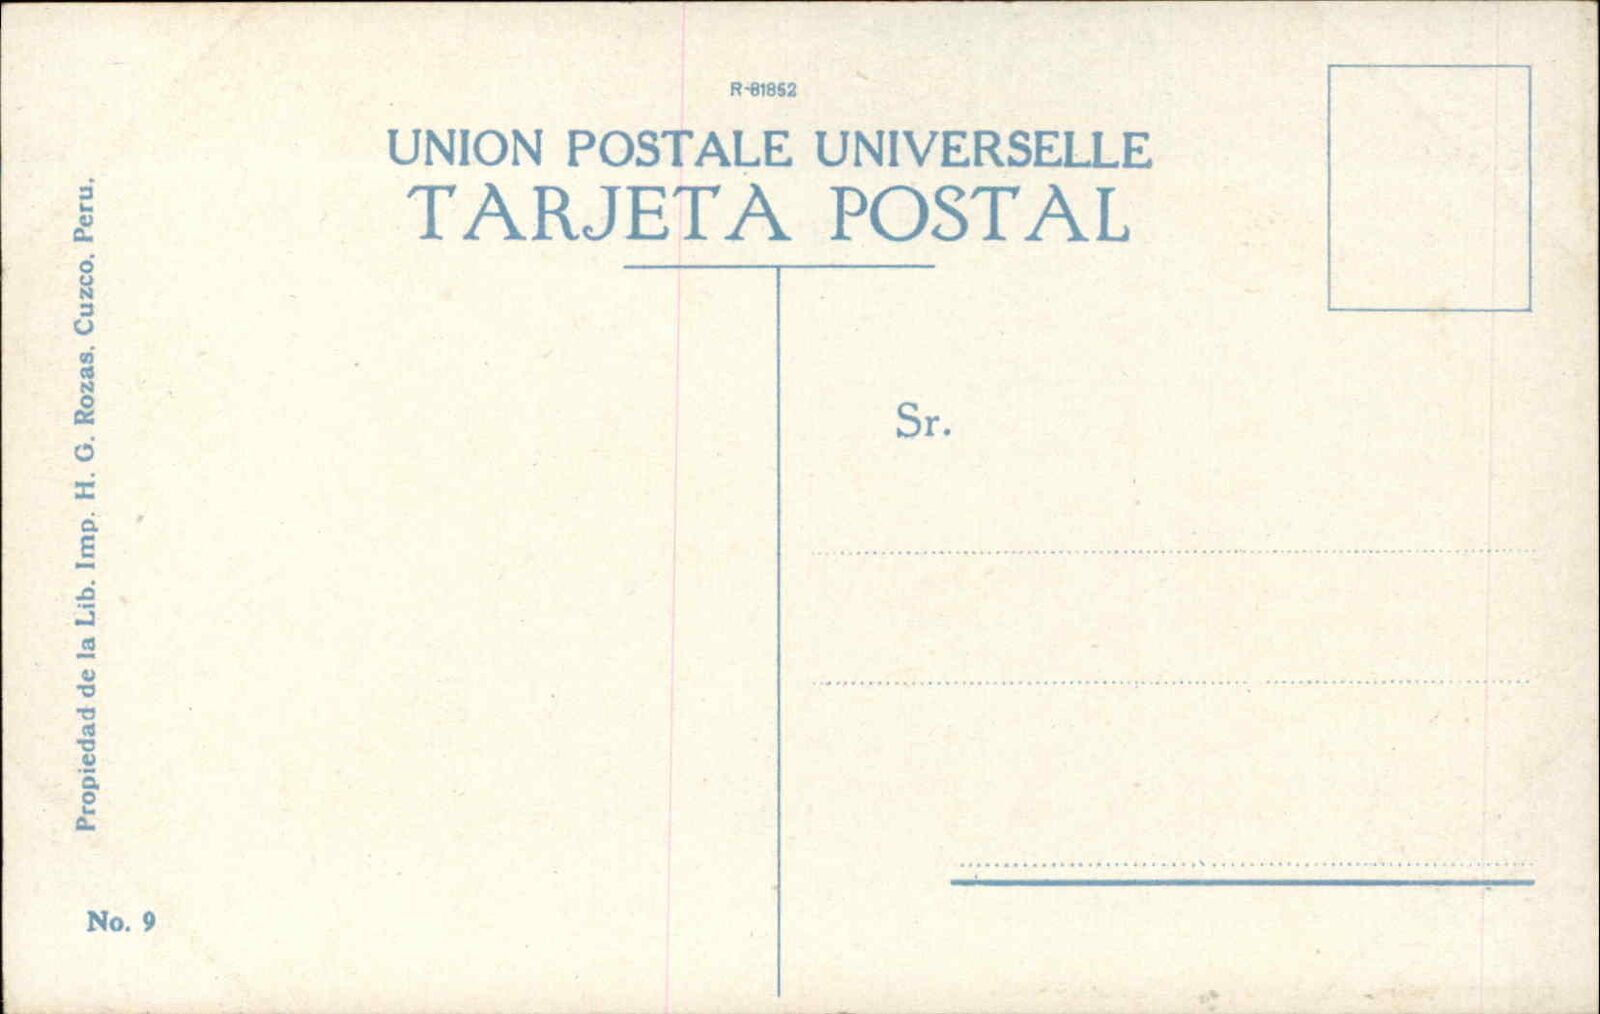 R-81852
UNION POSTALE UNIVERSELLE
TARJETA POSTAL
Propiedad de la Lib. Imp. H. G. Rozas. Cuzco. Peru.
Sr.
No. 9